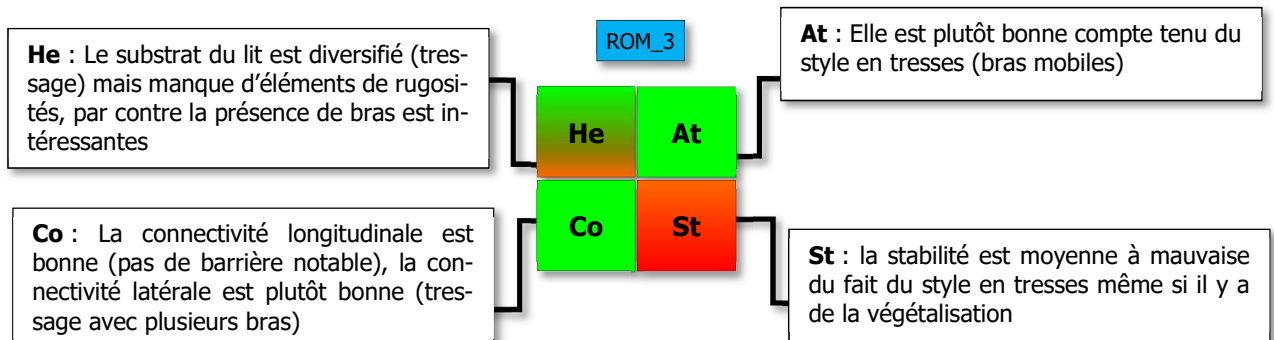 ROM_3
He : Le substrat du lit est diversifié (tres-
sage) mais manque d'éléments de rugosi-
tés, par contre la présence de bras est in-
téressantes
At : Elle est plutôt bonne compte tenu du
style en tresses (bras mobiles)
He
At
Co
St
Co : La connectivité longitudinale est
bonne (pas de barrière notable), la con-
nectivité latérale est plutôt bonne (tres-
sage avec plusieurs bras)
St : la stabilité est moyenne à mauvaise
du fait du style en tresses même si il y a
de la végétalisation